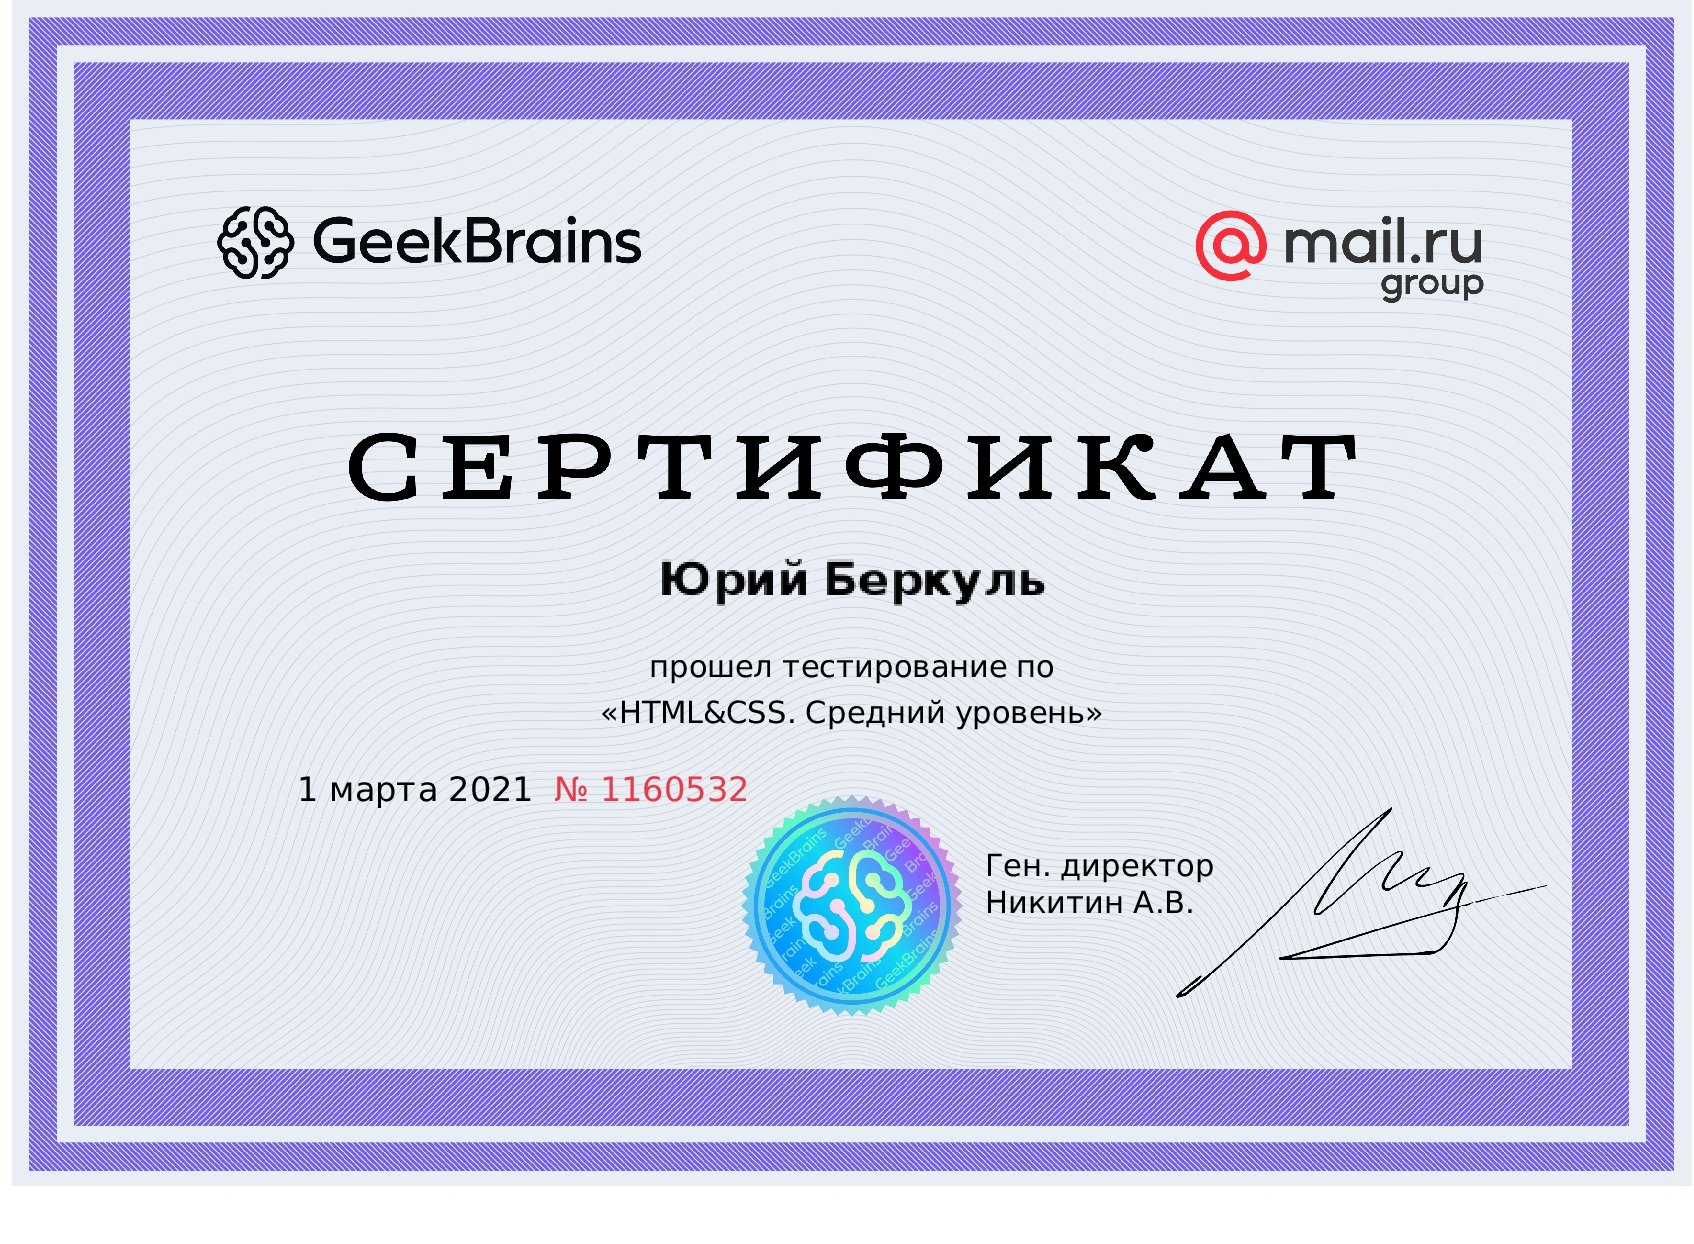 GeekBrains
@mail.ru
group
СЕРТИФИКАТ
Юрий Беркуль
прошел тестирование по
«HTML&CSS. Средний уровень»
1 марта 2021 № 1160532
Ген. директор
Никитин А.В.
GeekBrains